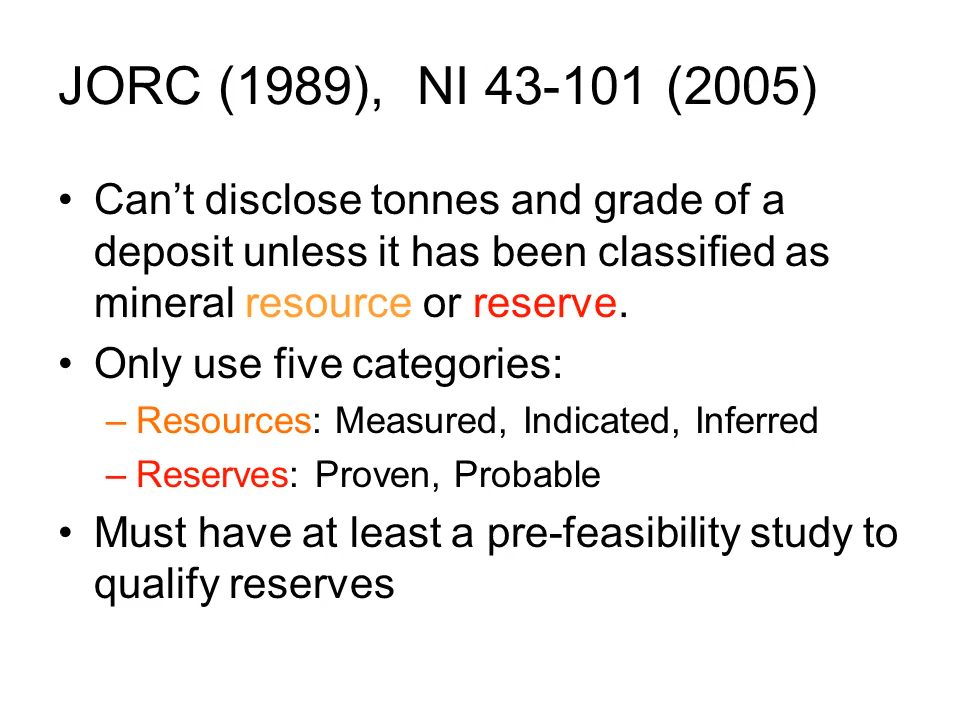 JORC (1989),  NI 43-101 (2005)
• Can’t disclose tonnes and grade of a
deposit unless it has been classified as
mineral resource or reserve.
• Only use five categories:
– Resources: Measured, Indicated, Inferred
– Reserves:  Proven, Probable
• Must have at least a pre-feasibility study to
qualify reserves